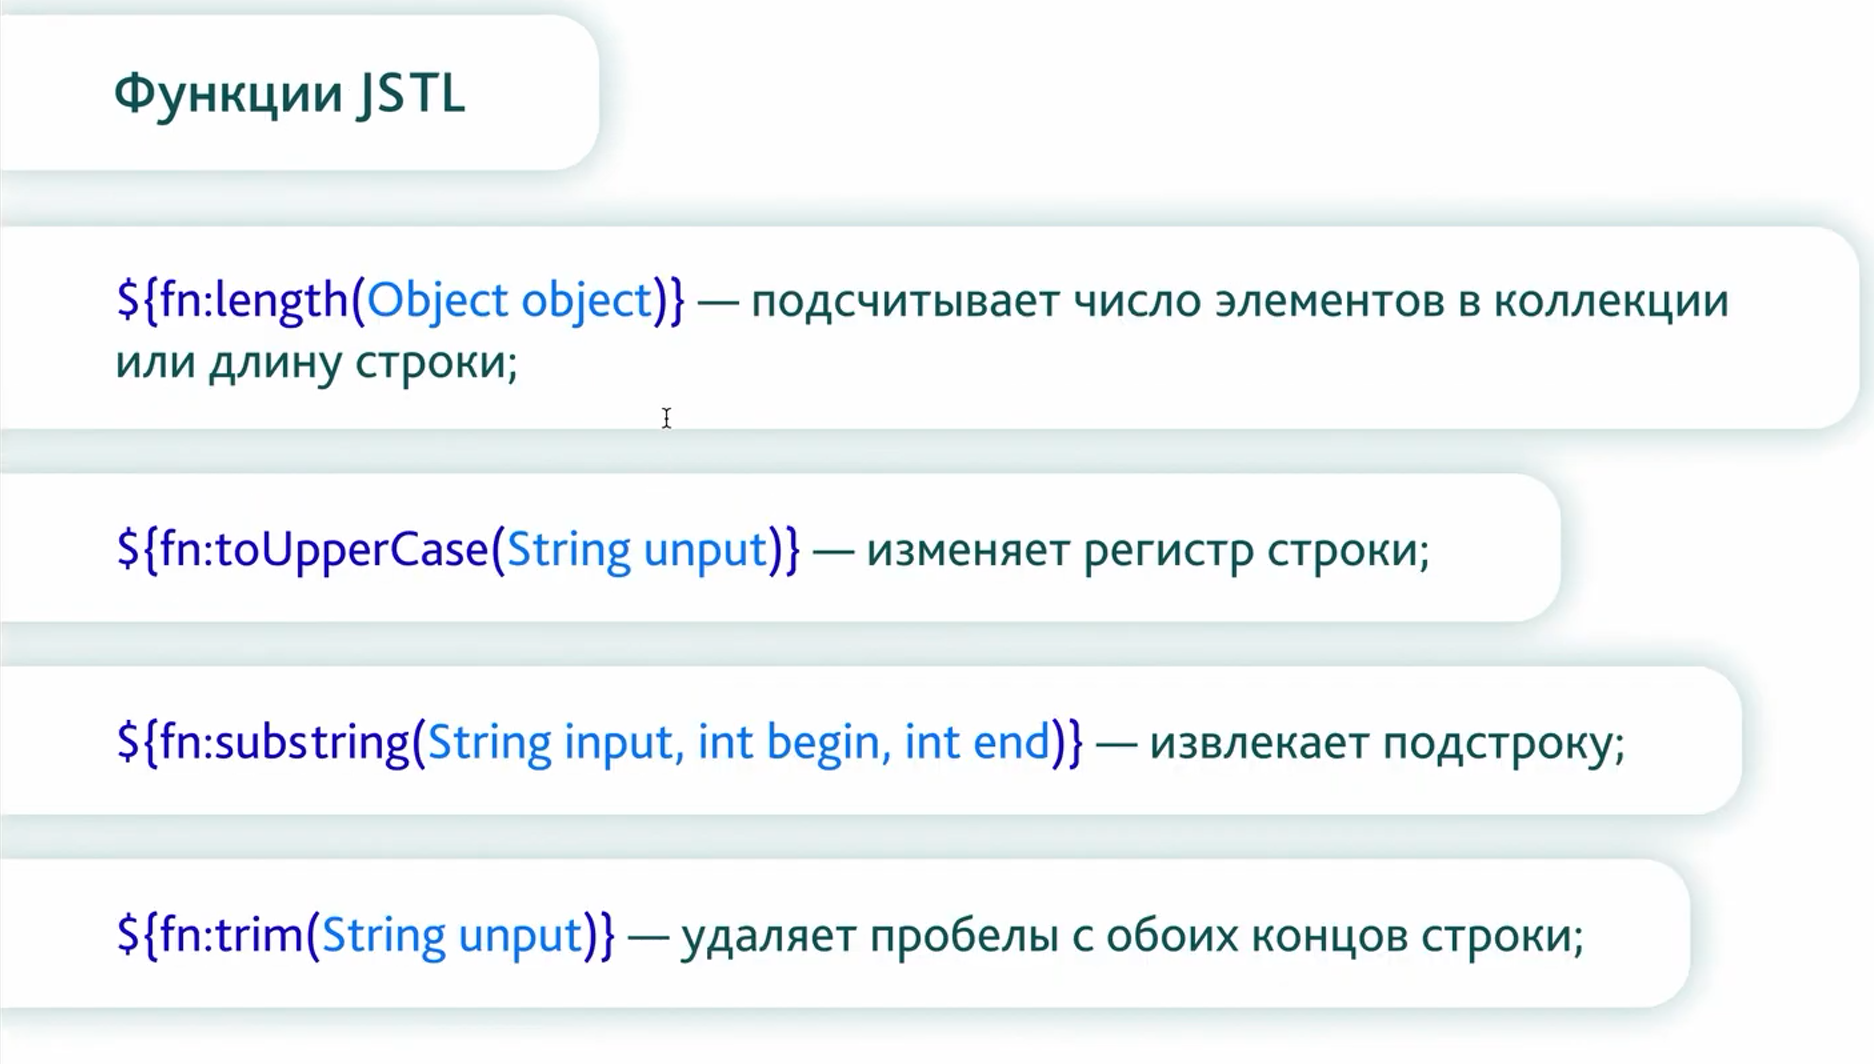 Функции JSTL
${fn:length(Object object)} — подсчитывает число элементов в коллекции
или длину строки;
${fn:toUpperCase(String unput)} — изменяет регистр строки;
${fn:substring(String input, int begin, int end)} — извлекает подстроку;
${fn:trim(String unput)} — удаляет пробелы с обоих концов строки;